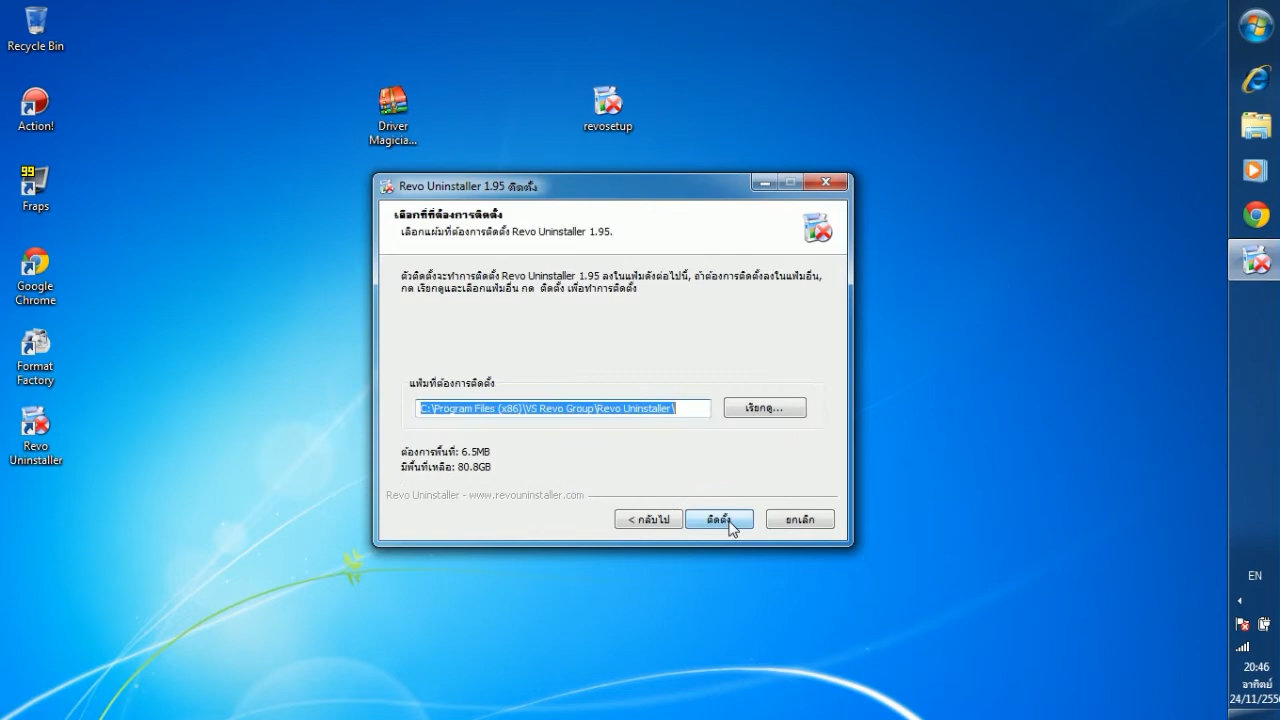 Recycle Bin
Action!
99
Fraps
Google
Chrome
Format
Factory
Revo
Uninstaller
Driver
Magicia...
revosetup
Revo Uninstaller 1.95 ติดตั้ง
เลือกที่ที่ต้องการติดตั้ง
เลือกแผ้มที่ต้องการติดตั้ง Revo Uninstaller 1.95.
ตัวติดตั้งจะทำการติดตั้ง Revo Uninstaller 1.95 ลงในแฟ้มดังต่อไปนี้, ถ้าต้องการติดตั้งลงในแฟ้มอื่น,
กด เรียกดูและเลือกแฟ้มอื่น กด ติดตั้ง เพื่อทำการติดตั้ง
แฟ้มที่ต้องการติดตั้ง
C:\Program Files (x86)\VS Revo Group\Revo Uninstaller\
เรียกดู...
ต้องการพื้นที่: 6.5MB
มีพื้นที่เหลือ: 80.8GB
Revo Uninstaller - www.revouninstaller.com
< กลับไป
ติดตั้ง
ยกเลิก
EN
20:46
อาทิตย์
24/11/255